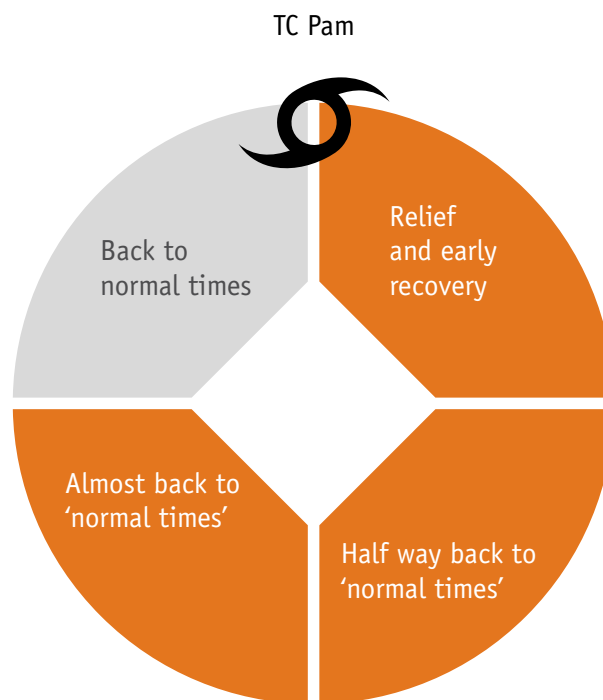 TC Pam
Relief
and early
recovery
Half way back to
‘normal times’
Almost back to
‘normal times’
Back to
normal times